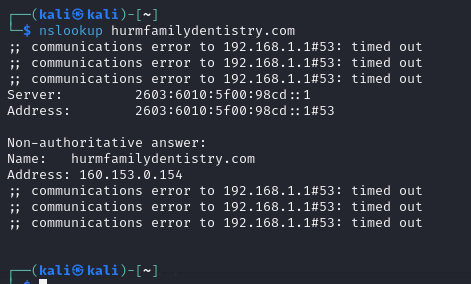 ┌──(kali㉿kali)-[~]
└─$ nslookup hurmfamilydentistry.com
;; communications error to 192.168.1.1#53: timed out
;; communications error to 192.168.1.1#53: timed out
;; communications error to 192.168.1.1#53: timed out
Server:         2603:6010:5f00:98cd::1
Address:        2603:6010:5f00:98cd::1#53

Non-authoritative answer:
Name:   hurmfamilydentistry.com
Address: 160.153.0.154
;; communications error to 192.168.1.1#53: timed out
;; communications error to 192.168.1.1#53: timed out
;; communications error to 192.168.1.1#53: timed out

┌──(kali㉿kali)-[~]
└─$